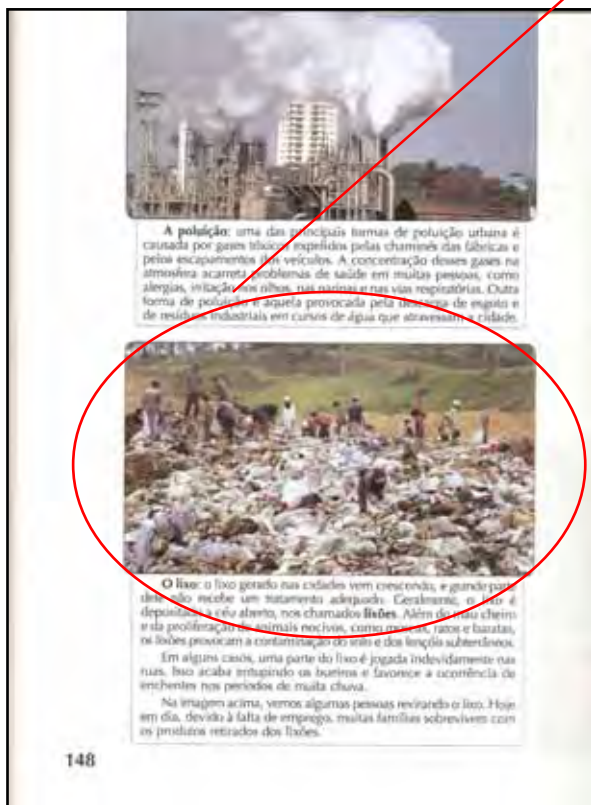 A poluição: uma das principais formas de poluição urbana é
causada por gases tóxicos expelidos pelas chaminés das fábricas e
pelos escapamentos dos veículos. A concentração desses gases na
atmosfera acarreta problemas de saúde em muitas pessoas, como
alergias, irritação nos olhos, nas narinas e nas vias respiratórias. Outra
forma de poluição é aquela provocada pela descarga de esgoto e
de resíduos industriais em cursos de água que atravessam a cidade.
O lixo: o lixo gerado nas cidades vem crescendo, e grande parte
dele não recebe um tratamento adequado. Geralmente, o lixo é
depositado a céu aberto, nos chamados lixões. Além do mau cheiro
e da proliferação de animais nocivos, como moscas, ratos e baratas,
os lixões provocam a contaminação do solo e dos lençóis subterrâneos.
Em alguns casos, uma parte do lixo é jogada indevidamente nas
ruas. Isso acaba entupindo os bueiros e favorece a ocorrência de
enchentes nos períodos de muita chuva.
Na imagem acima, vemos algumas pessoas revirando o lixo. Hoje
em dia, devido à falta de emprego, muitas famílias sobrevivem com
os produtos retirados dos lixões.
148